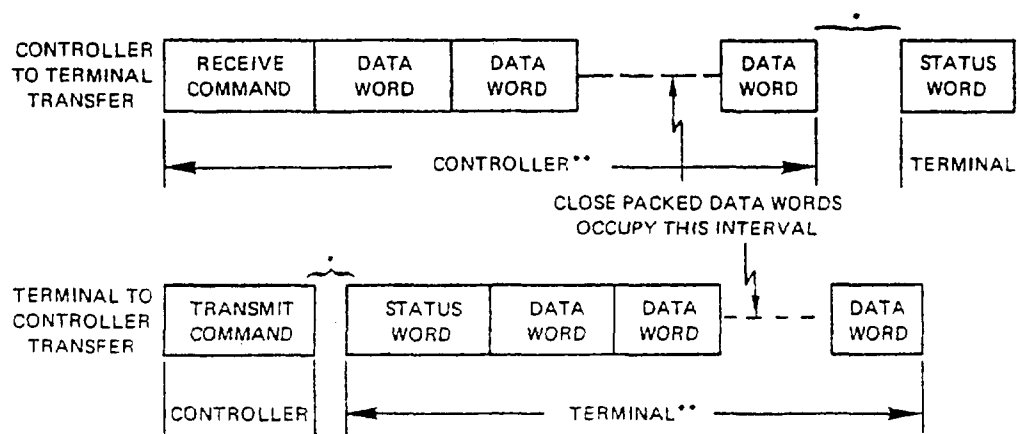 *
CONTROLLER
TO TERMINAL
TRANSFER
RECEIVE
COMMAND
DATA
WORD
DATA
WORD
DATA
WORD
STATUS
WORD
CONTROLLER**
TERMINAL
CLOSE PACKED DATA WORDS
OCCUPY THIS INTERVAL
*
TERMINAL TO
CONTROLLER
TRANSFER
TRANSMIT
COMMAND
STATUS
WORD
DATA
WORD
DATA
WORD
DATA
WORD
CONTROLLER
TERMINAL**